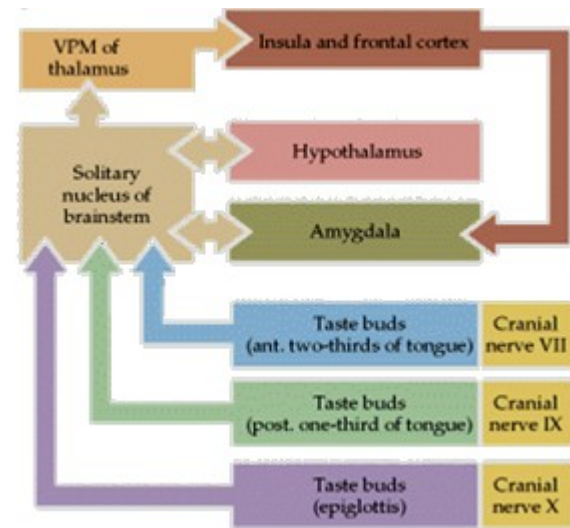 VPM of
thalamus
Insula and frontal cortex
Solitary
nucleus of
brainstem
Hypothalamus
Amygdala
Taste buds
(ant. two-thirds of tongue)
Cranial
nerve VII
Taste buds
(post. one-third of tongue)
Cranial
nerve IX
Taste buds
(epiglottis)
Cranial
nerve X